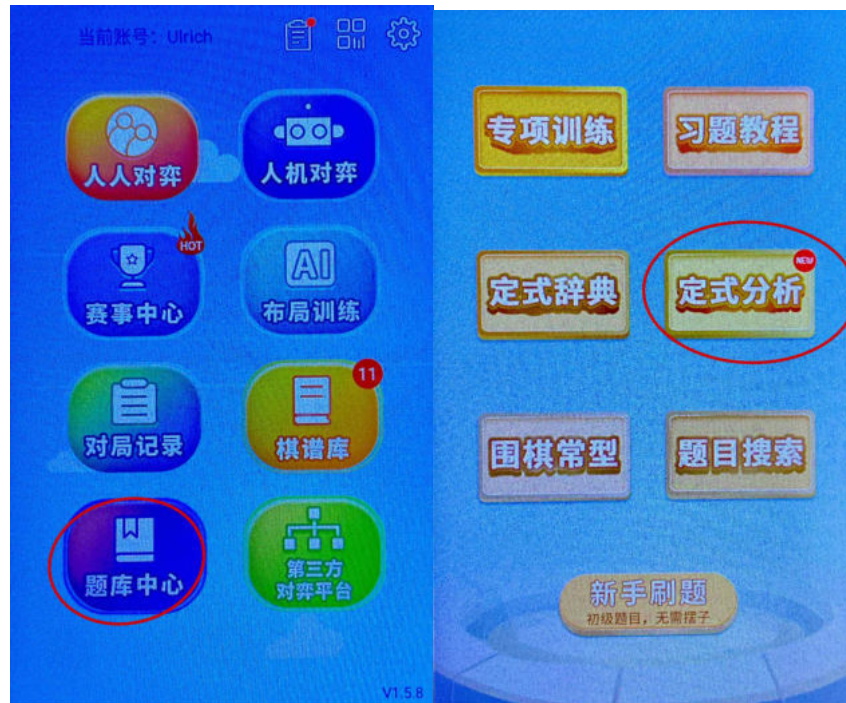 当前账号：Ulrich
人人对弈
人机对弈
HOT
赛事中心
AI
布局训练
对局记录
11
棋谱库
题库中心
第三方
对弈平台
V1.5.8
专项训练
习题教程
定式辞典
NEW
定式分析
围棋常型
题目搜索
新手刷题
初级题目，无需摆子